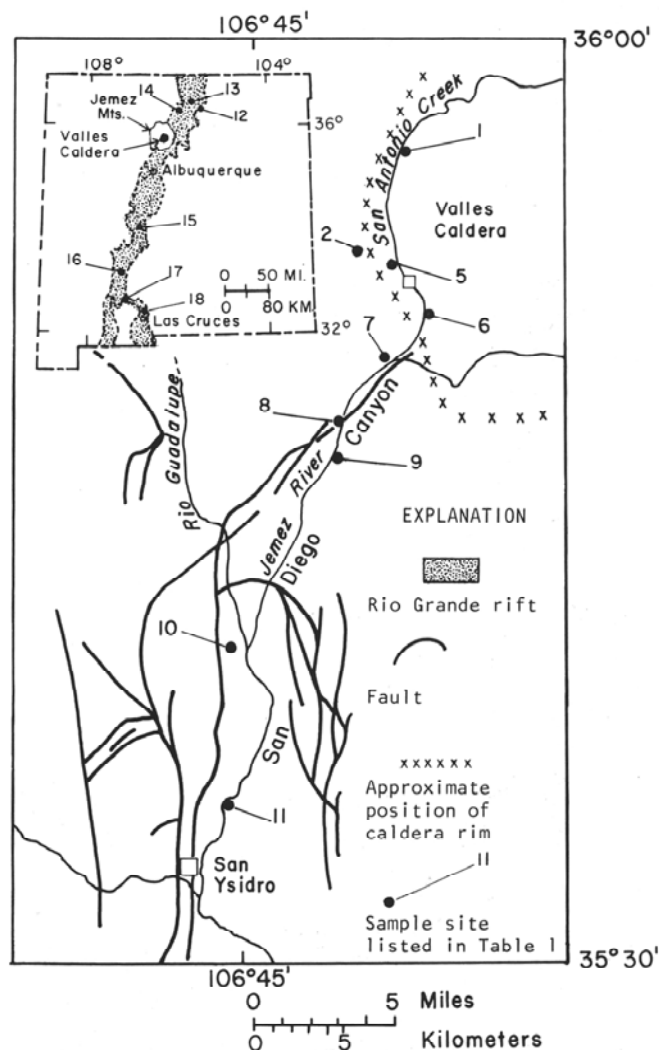 106°45'
36°00'
108°
104°
Jemez
Mts.
14
13
12
36°
Valles
Caldera
Albuquerque
15
16
17
18
0 50 MI.
0 80 KM.
Las Cruces
32°
San Antonio Creek
1
Valles
Caldera
2
5
6
7
8
9
Rio Guadalupe
Jemez River
San Diego Canyon
10
11
San
Ysidro
EXPLANATION
Rio Grande rift
Fault
xxxxxx
Approximate
position of
caldera rim
11
Sample site
listed in Table 1
106°45'
35°30'
0 5 Miles
0 5 Kilometers